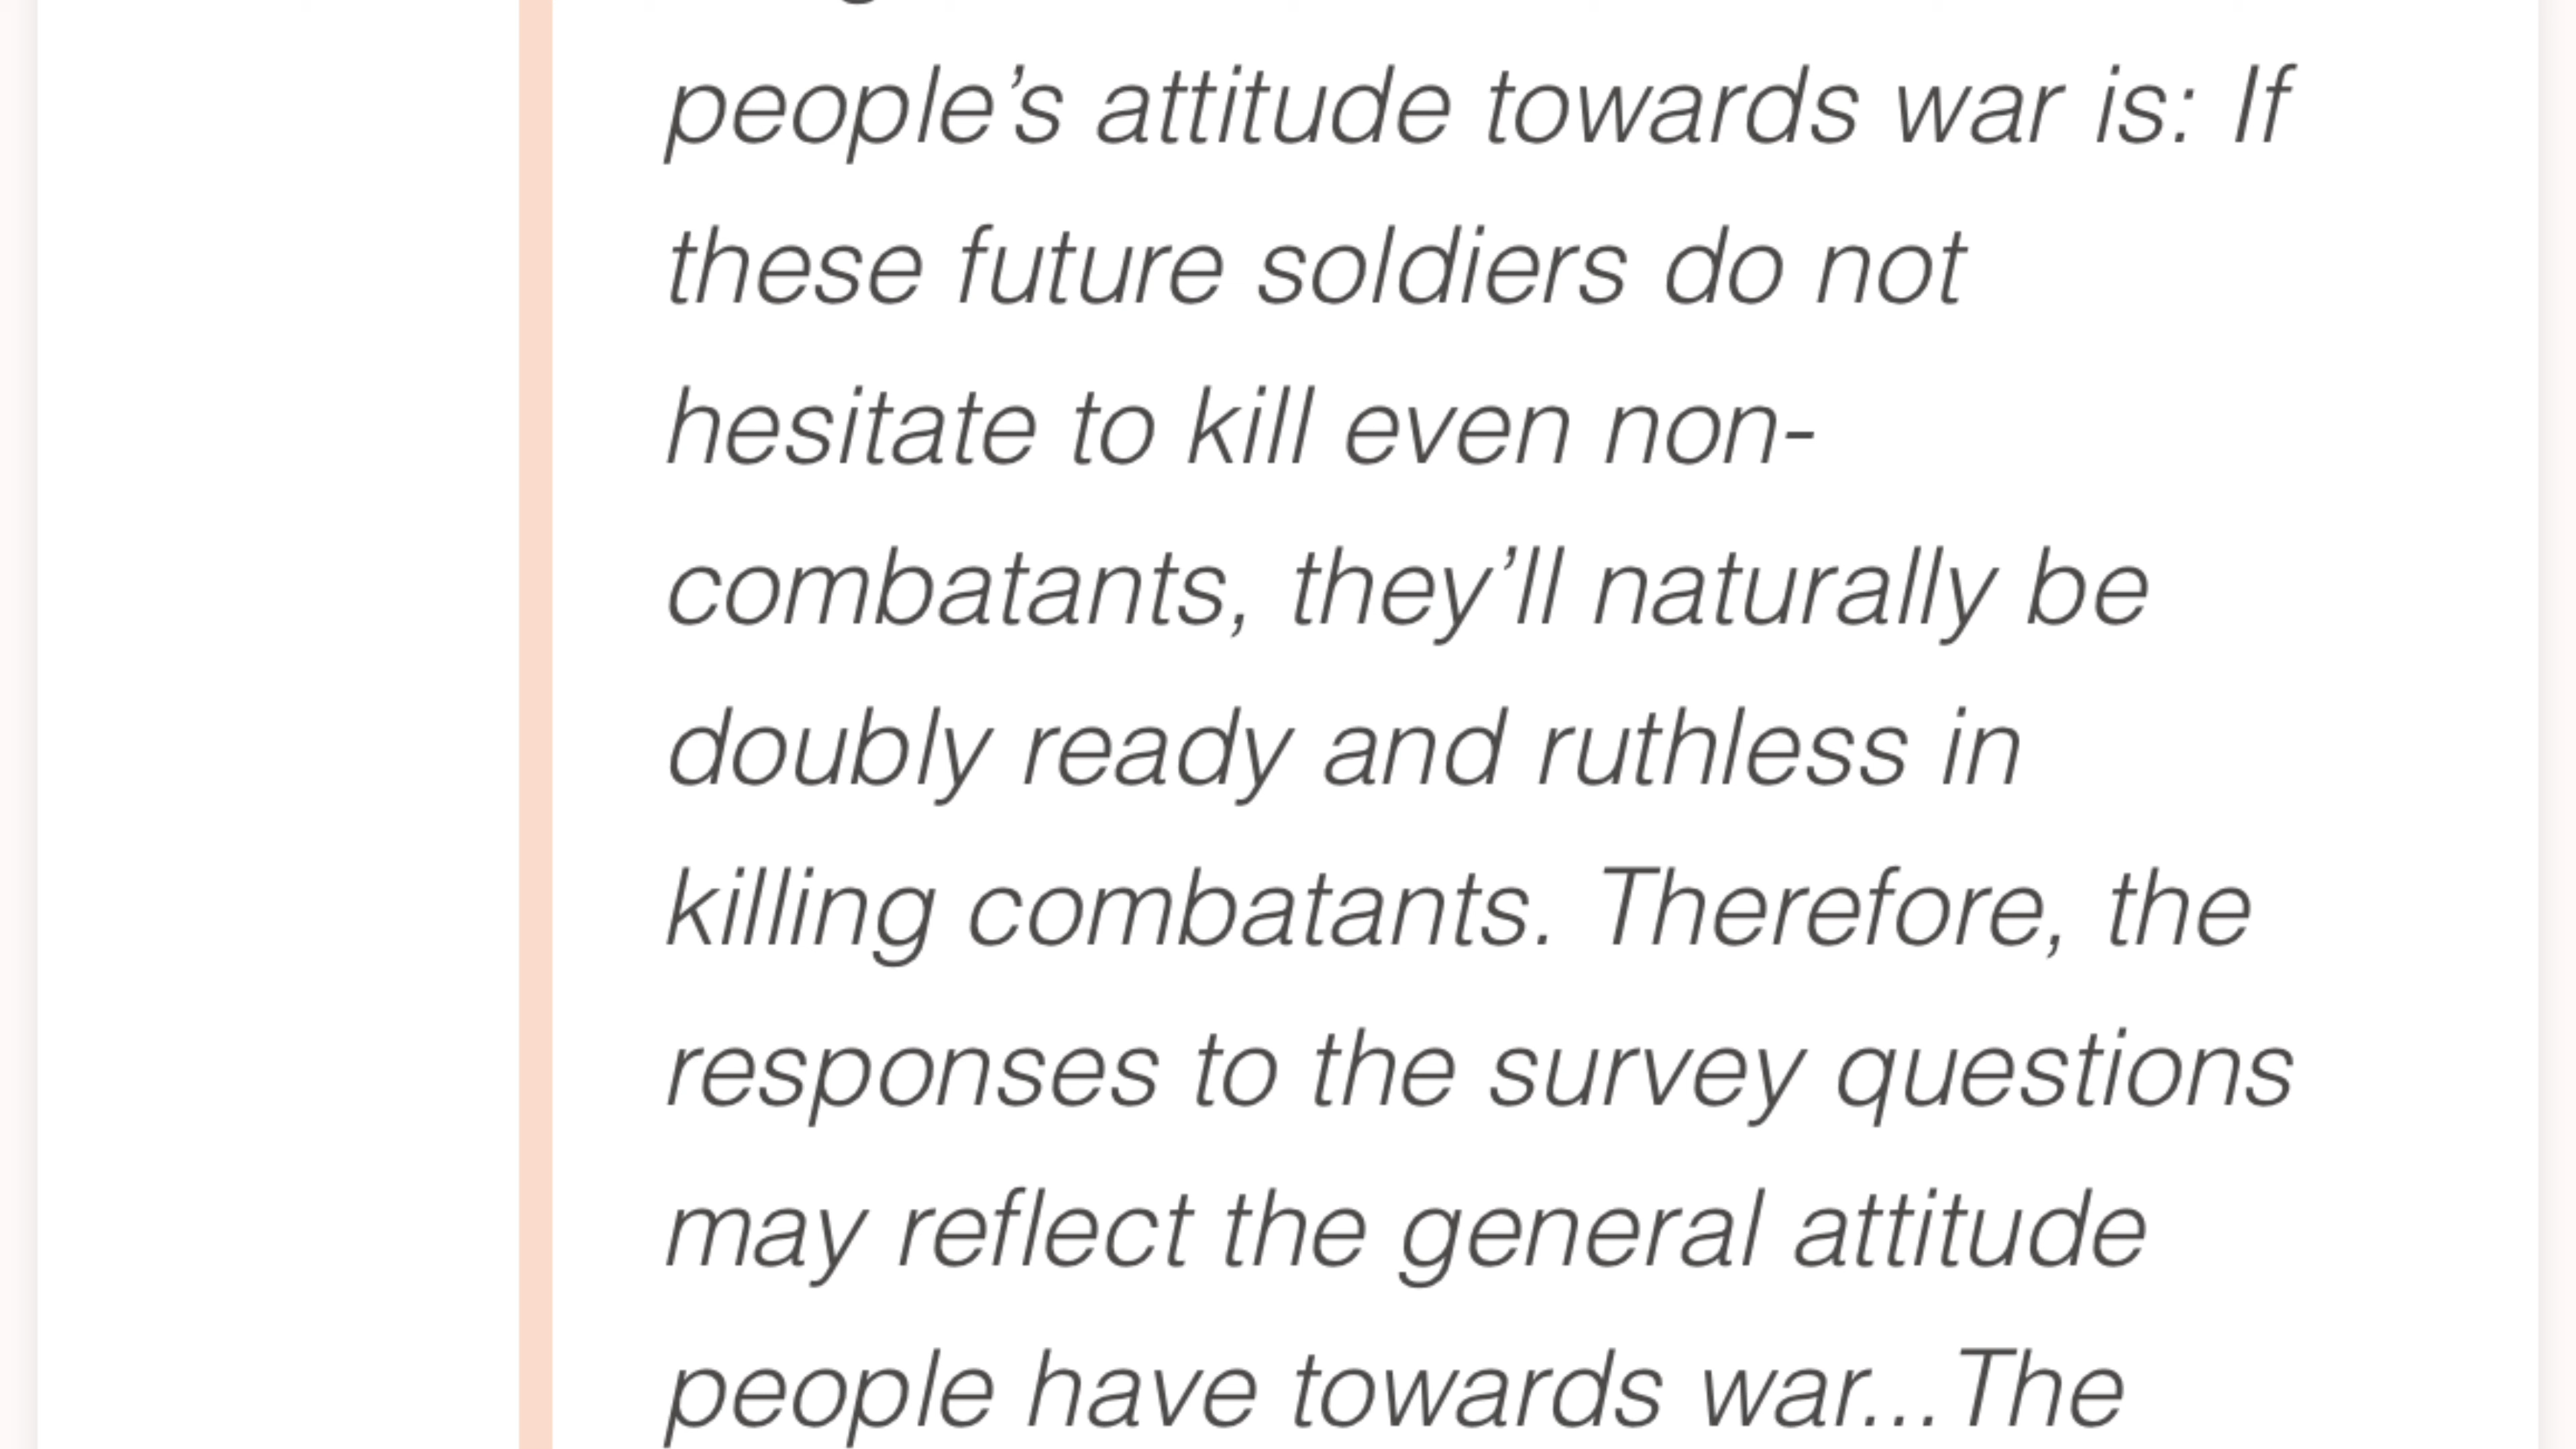 people’s attitude towards war is: If
these future soldiers do not
hesitate to kill even non-
combatants, they’ll naturally be
doubly ready and ruthless in
killing combatants. Therefore, the
responses to the survey questions
may reflect the general attitude
people have towards war...The